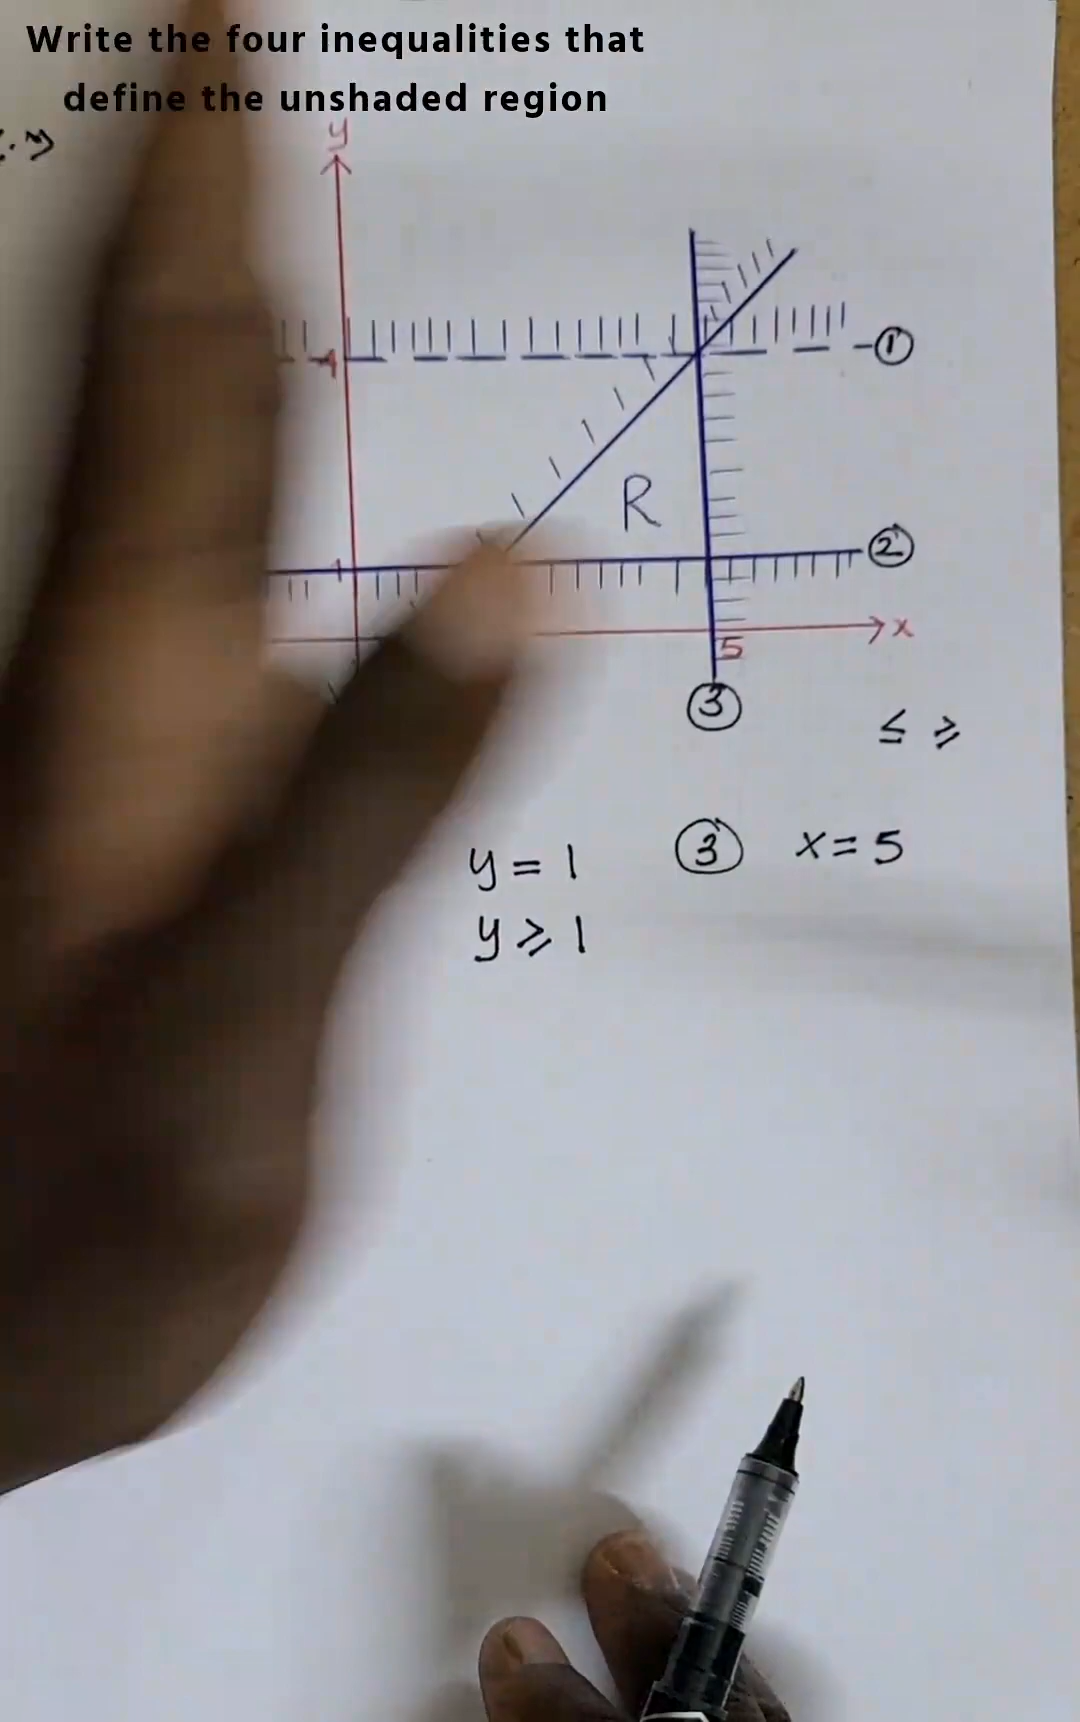 Write the four inequalities that
define the unshaded region
y
4
①
R
1
②
x
5
③
≤ ≥
y = 1
③ x = 5
y ≥ 1